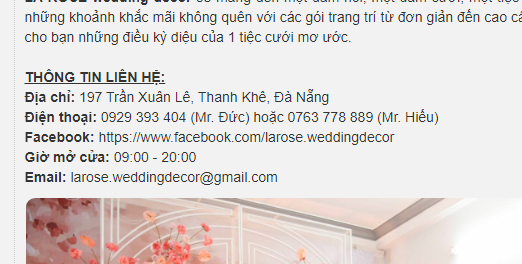 những khoảnh khắc mãi không quên với các gói trang trí từ đơn giản đến cao
cho bạn những điều kỳ diệu của 1 tiệc cưới mơ ước.
THÔNG TIN LIÊN HỆ:
Địa chỉ: 197 Trần Xuân Lê, Thanh Khê, Đà Nẵng
Điện thoại: 0929 393 404 (Mr. Đức) hoặc 0763 778 889 (Mr. Hiếu)
Facebook: https://www.facebook.com/larose.weddingdecor
Giờ mở cửa: 09:00 - 20:00
Email: larose.weddingdecor@gmail.com